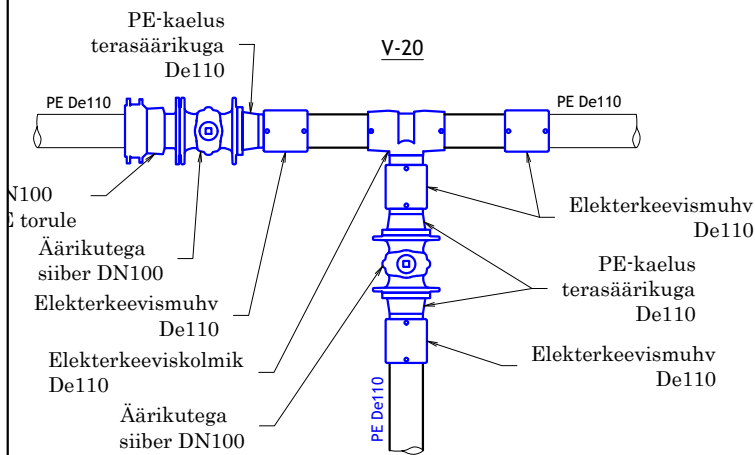 PE-kaelus
terasäärikuga
De110
V-20
PE De110
PE De110
N100
torule
Äärikutega
siiber DN100
Elekterkeevismuhv
De110
Elekterkeeviskolmik
De110
Äärikutega
siiber DN100
PE De110
Elekterkeevismuhv
De110
PE-kaelus
terasäärikuga
De110
Elekterkeevismuhv
De110